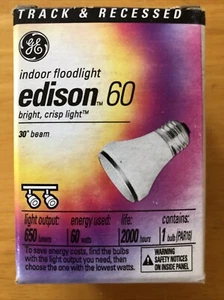 TRACK & RECESSED
GE
indoor floodlight
edison™ 60
bright, crisp light™
30° beam
light output: energy used: life: contains:
650 lumens 60 watts 2000 hours 1 bulb (PAR16)
To save energy costs, find the bulbs
with the light output you need, then
choose the one with the lowest watts.
WARNING
SAFETY NOTICES
ON INSIDE PANEL